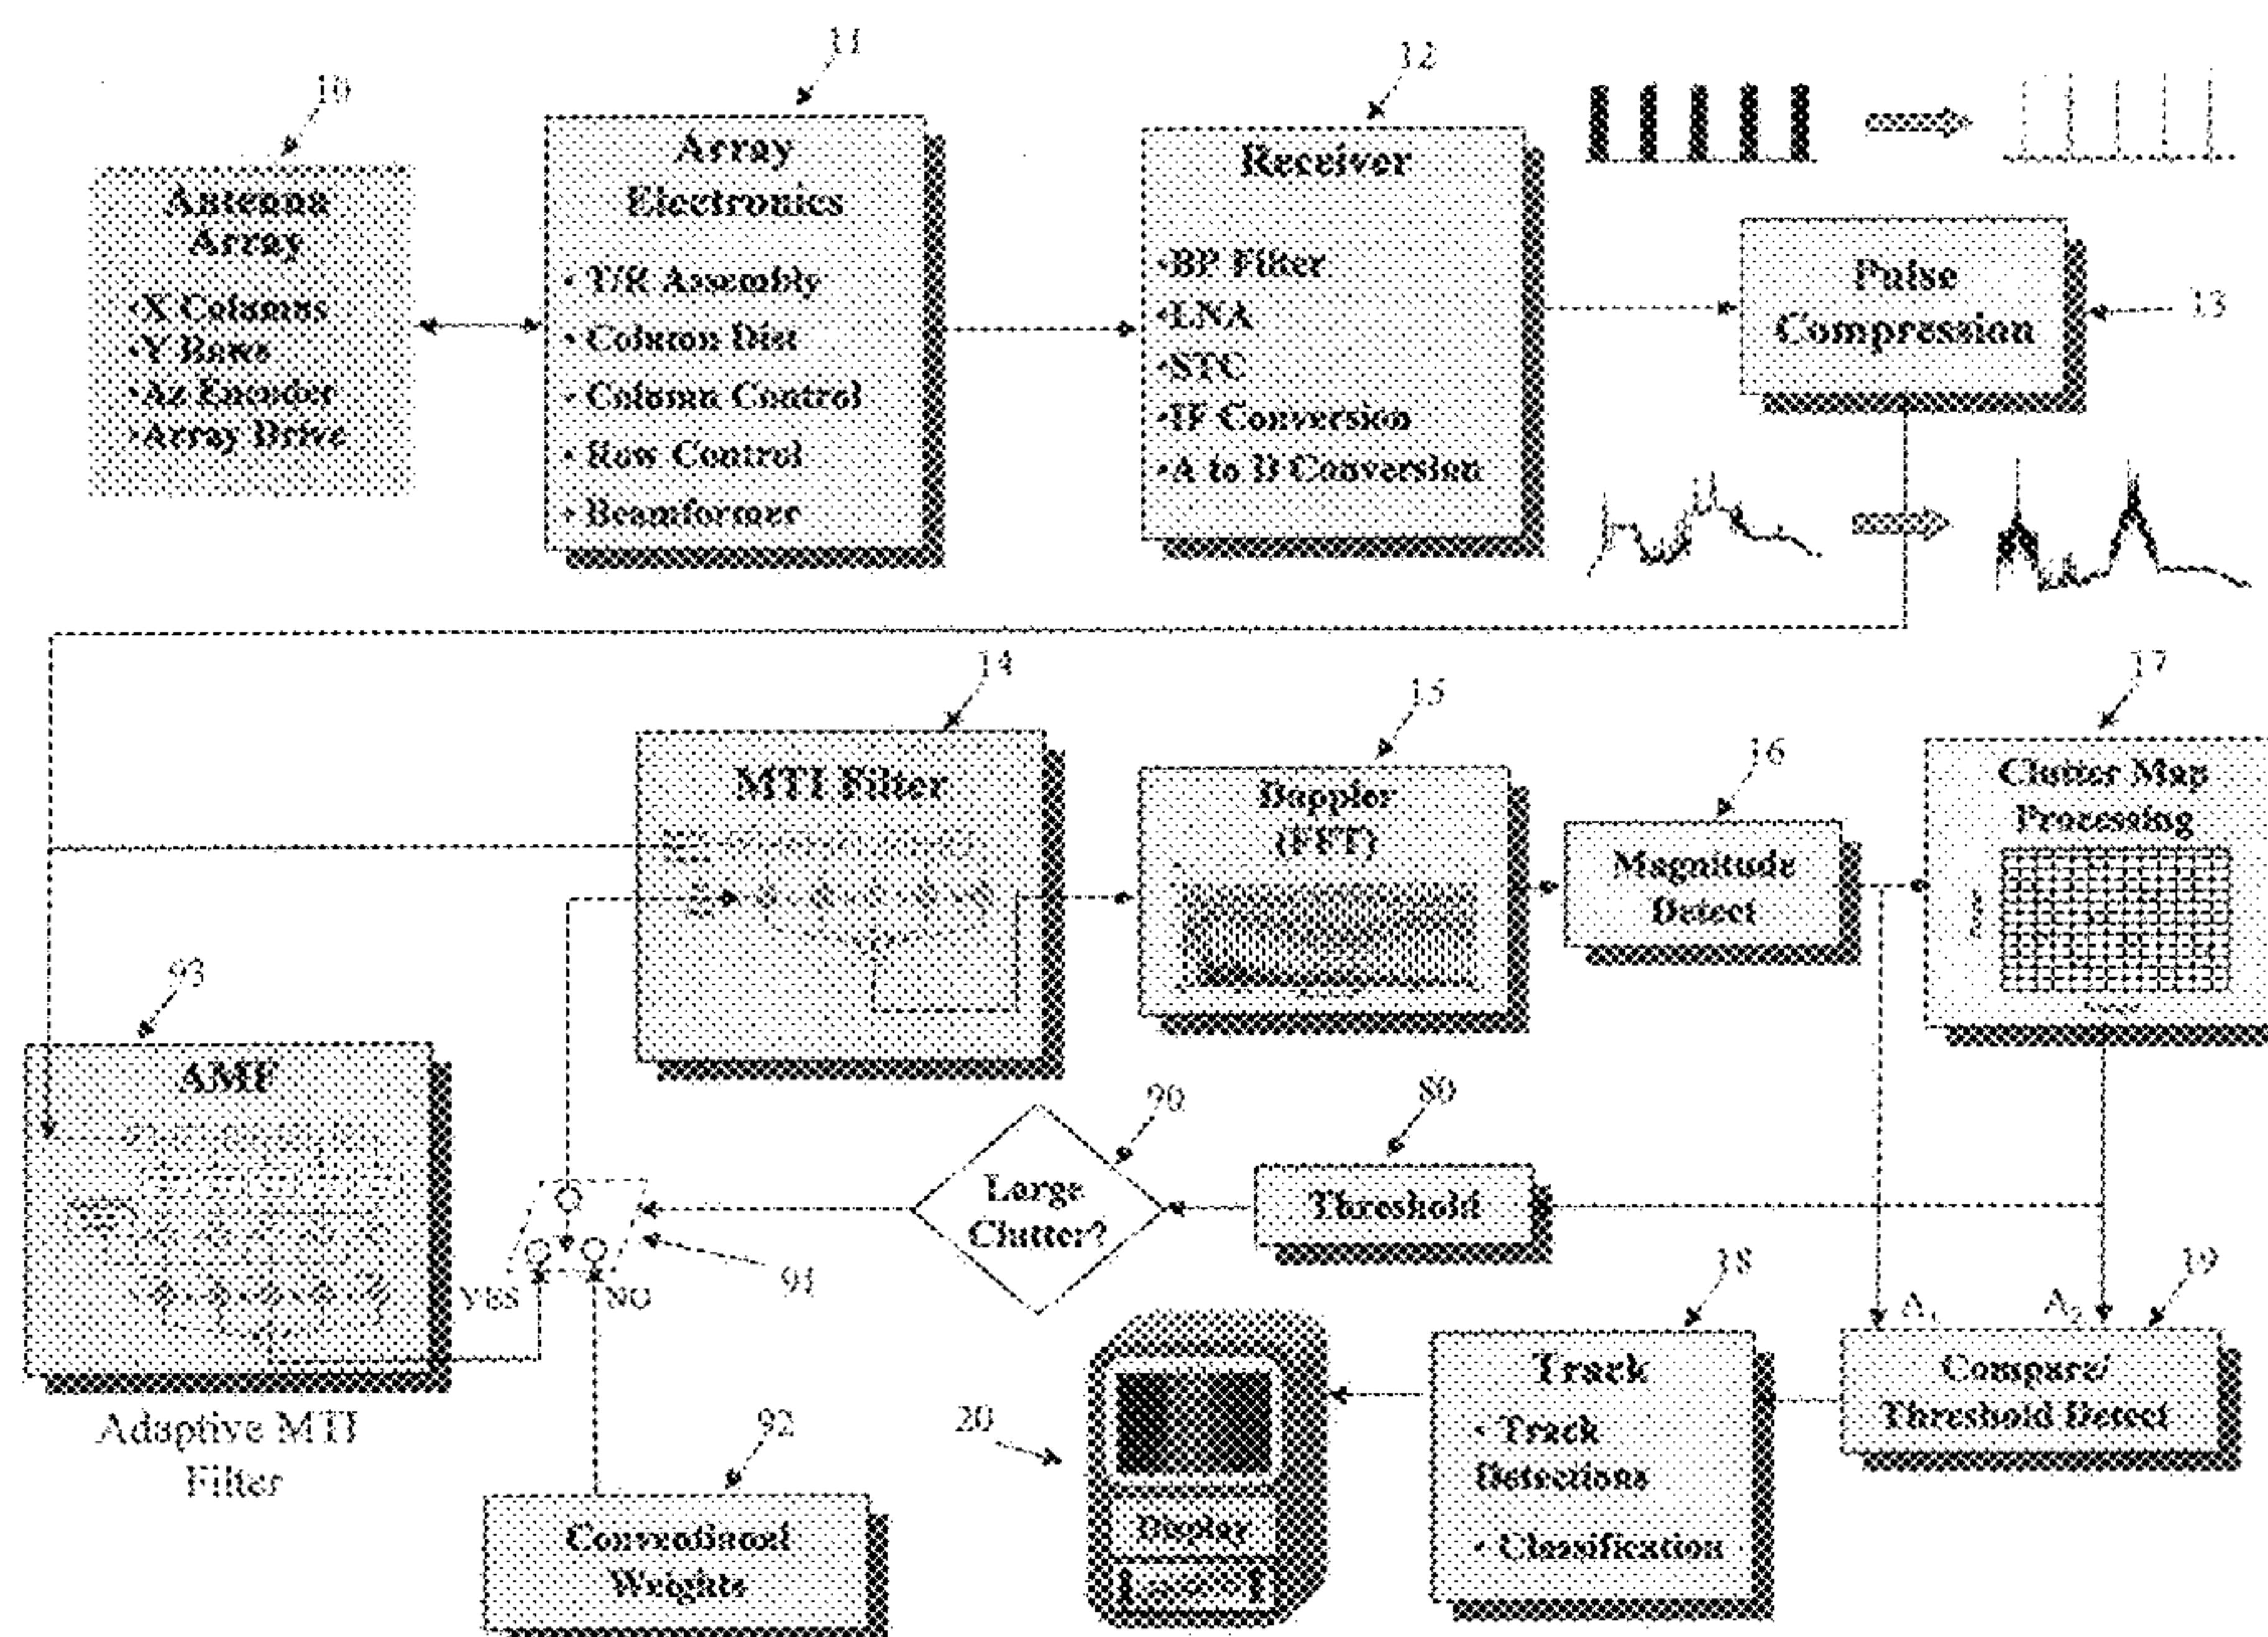 10
11
12
Antenna
Array
•X Columns
•Y Rows
•Az Encoder
•Array Drive
Array
Electronics
• T/R Assembly
• Column Dist
• Column Control
• Row Control
• Beamformer
Receiver
•BP Filter
•LNA
•STC
•IF Conversion
•A to D Conversion
Pulse
Compression
13
14
15
16
17
MTI Filter
Doppler
(FFT)
Magnitude
Detect
Clutter Map
Processing
93
AMF
Adaptive MTI
Filter
90
80
Large
Clutter?
Threshold
91
YES
NO
92
Conventional
Weights
18
19
A1
A2
20
Display
Track
• Track
Detections
• Classification
Compare/
Threshold Detect